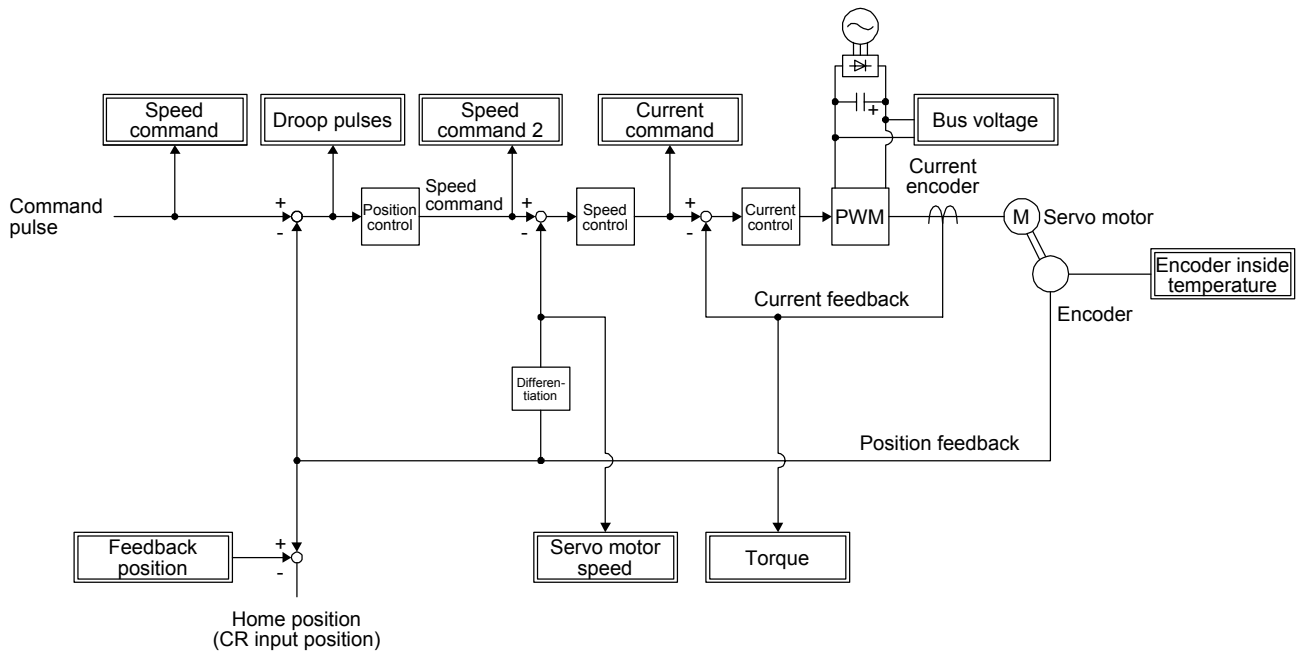 Speed
command
Droop pulses
Speed
command 2
Current
command
Bus voltage
Current
encoder
Command
pulse
+
-
Position
control
Speed
command
+
-
Speed
control
+
-
Current
control
PWM
+
M
Servo motor
Encoder inside
temperature
Encoder
Current feedback
Differen-
tiation
Position feedback
Feedback
position
+
-
Servo motor
speed
Torque
Home position
(CR input position)